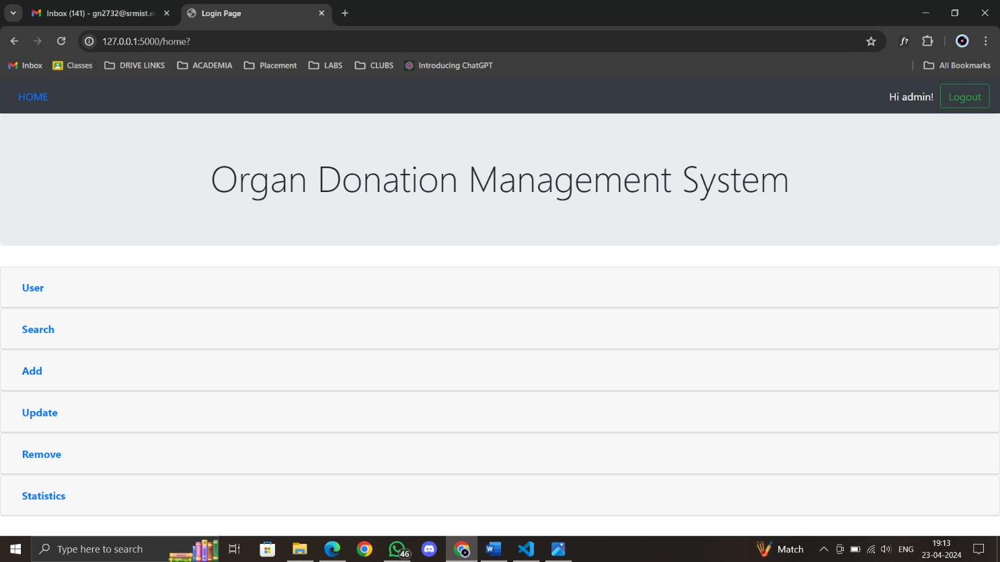 Inbox (141) - gn2732@srmist.e
Login Page
127.0.0.1:5000/home?
f?
Inbox
Classes
DRIVE LINKS
ACADEMIA
Placement
LABS
CLUBS
Introducing ChatGPT
All Bookmarks
HOME
Hi admin!
Logout
Organ Donation Management System
User
Search
Add
Update
Remove
Statistics
Type here to search
46
Match
ENG
19:13
23-04-2024